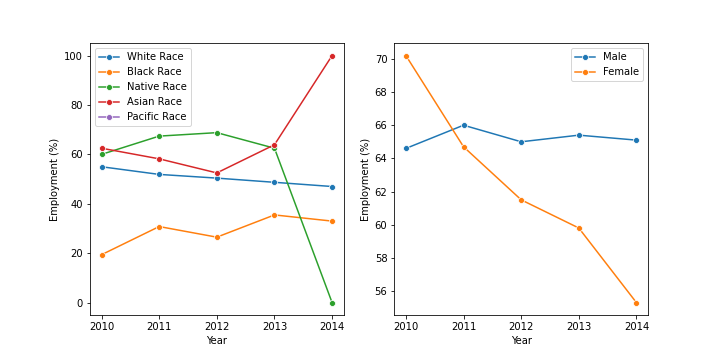 White Race
Black Race
Native Race
Asian Race
Pacific Race
100
80
60
40
20
0
Employment (%)
2010 2011 2012 2013 2014
Year
Male
Female
70
68
66
64
62
60
58
56
Employment (%)
2010 2011 2012 2013 2014
Year